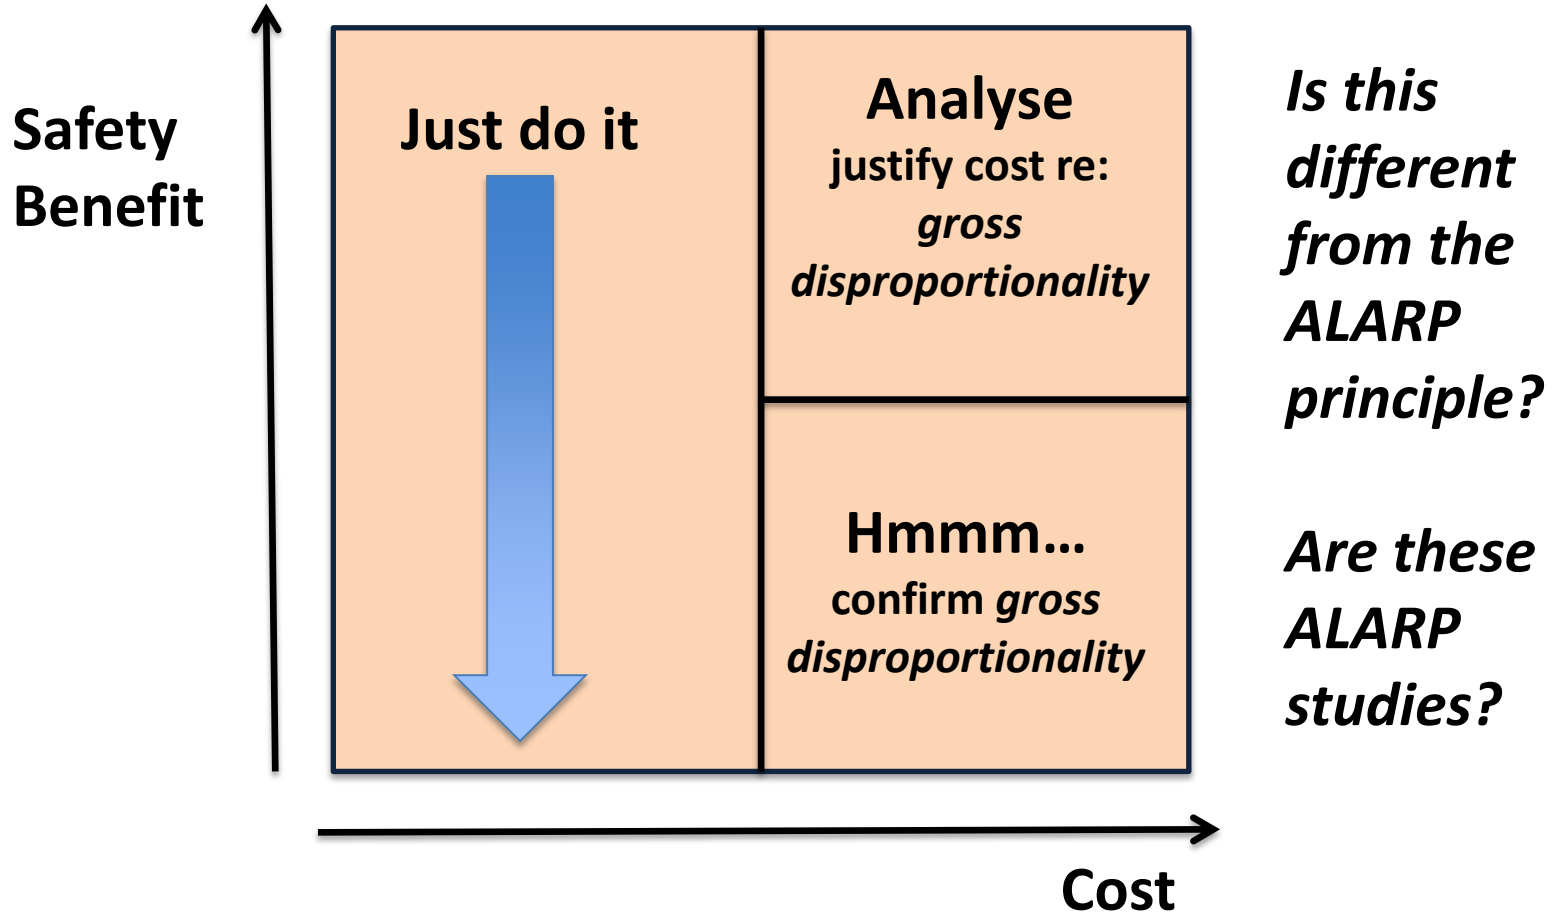 Safety
Benefit
Just do it
Analyse
justify cost re:
gross
disproportionality
Hmmm…
confirm gross
disproportionality
Cost
Is this
different
from the
ALARP
principle?
Are these
ALARP
studies?